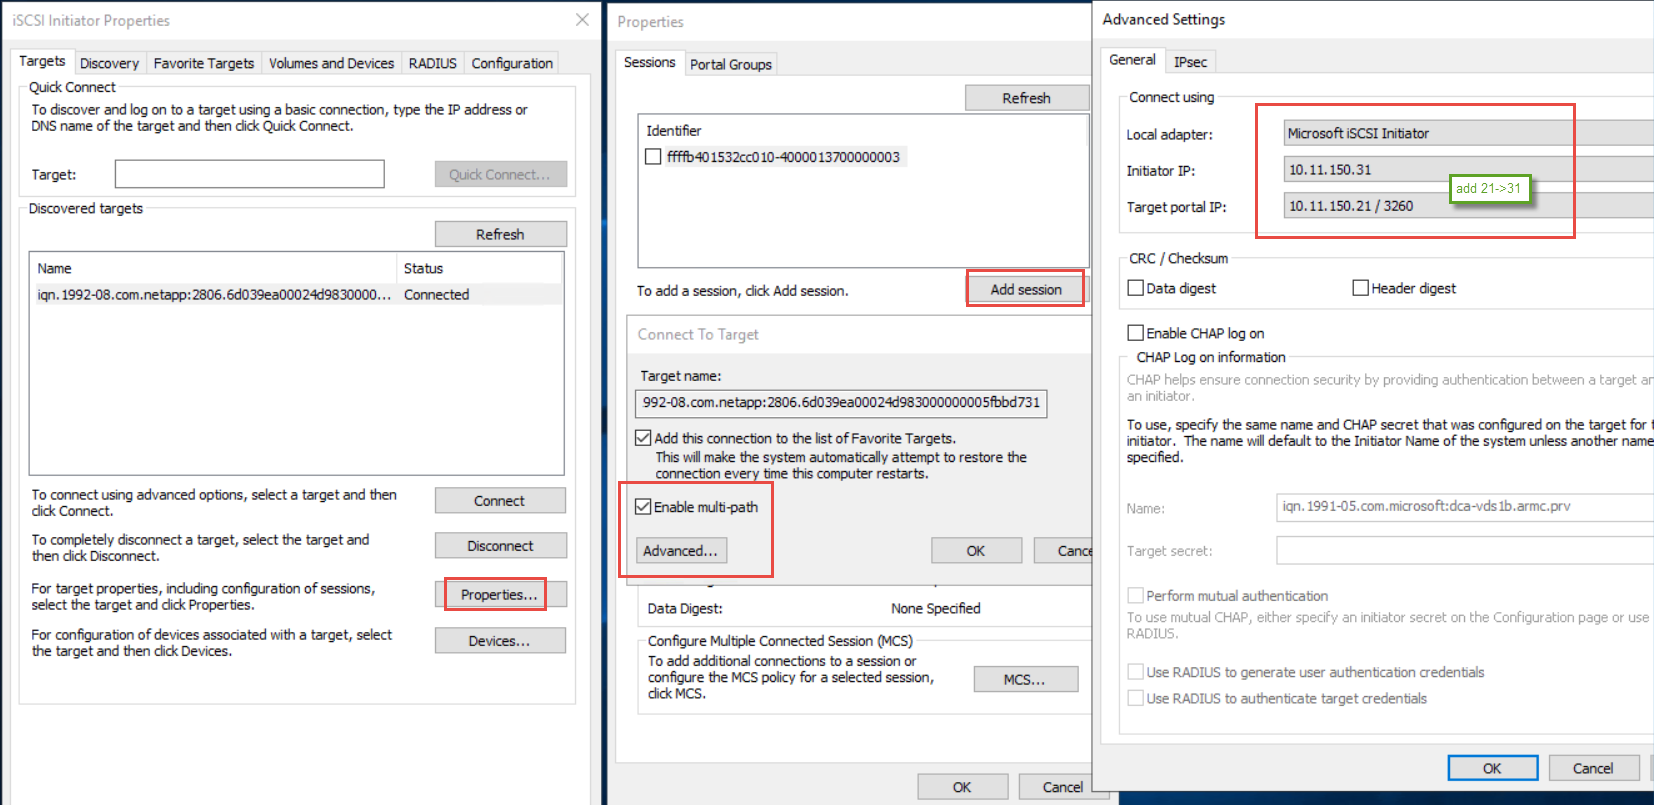 iSCSI Initiator Properties
Targets
Discovery
Favorite Targets
Volumes and Devices
RADIUS
Configuration
Quick Connect
To discover and log on to a target using a basic connection, type the IP address or
DNS name of the target and then click Quick Connect.
Target:
Quick Connect...
Discovered targets
Refresh
Name
Status
iqn.1992-08.com.netapp:2806.6d039ea00024d9830000...
Connected
To connect using advanced options, select a target and then
click Connect.
Connect
To completely disconnect a target, select the target and
then click Disconnect.
Disconnect
For target properties, including configuration of sessions,
select the target and click Properties.
Properties...
For configuration of devices associated with a target, select
the target and then click Devices.
Devices...
Properties
Sessions
Portal Groups
Refresh
Identifier
ffffb401532cc010-4000013700000003
To add a session, click Add session.
Add session
Connect To Target
Target name:
992-08.com.netapp:2806.6d039ea00024d983000000005fbbd731
Add this connection to the list of Favorite Targets.
This will make the system automatically attempt to restore the
connection every time this computer restarts.
Enable multi-path
Advanced...
OK
Cance
Data Digest:
None Specified
Configure Multiple Connected Session (MCS)
To add additional connections to a session or
configure the MCS policy for a selected session,
click MCS.
MCS...
OK
Cancel
Advanced Settings
General
IPsec
Connect using
Local adapter:
Microsoft iSCSI Initiator
Initiator IP:
10.11.150.31
add 21->31
Target portal IP:
10.11.150.21 / 3260
CRC / Checksum
Data digest
Header digest
Enable CHAP log on
CHAP Log on information
CHAP helps ensure connection security by providing authentication between a target an
an initiator.
To use, specify the same name and CHAP secret that was configured on the target for t
initiator. The name will default to the Initiator Name of the system unless another name
specified.
Name:
iqn.1991-05.com.microsoft:dca-vds1b.armc.prv
Target secret:
Perform mutual authentication
To use mutual CHAP, either specify an initiator secret on the Configuration page or use
RADIUS.
Use RADIUS to generate user authentication credentials
Use RADIUS to authenticate target credentials
OK
Cancel